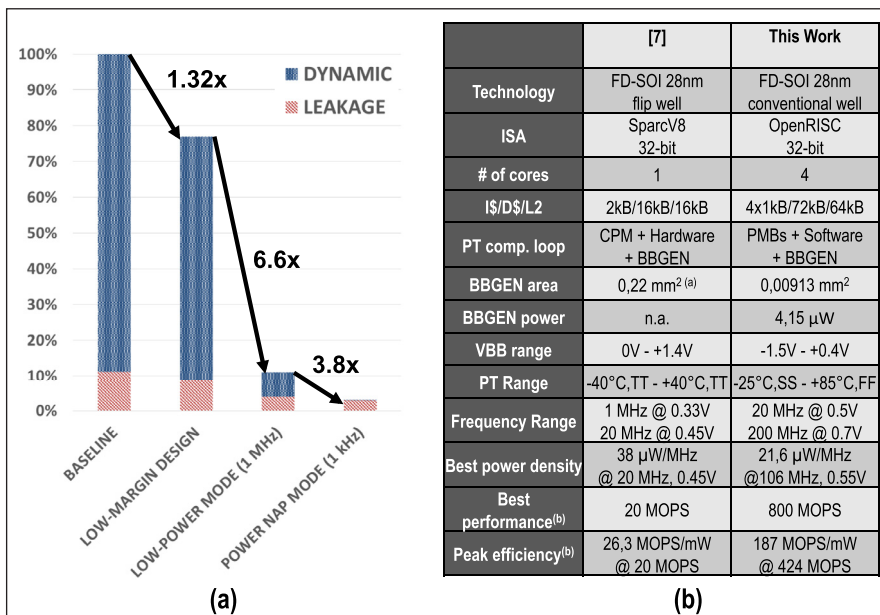 100%
90%
80%
70%
60%
50%
40%
30%
20%
10%
0%
1.32x
6.6x
3.8x
DYNAMIC
LEAKAGE
BASELINE
LOW-MARGIN DESIGN
LOW-POWER MODE (1 MHz)
POWER NAP MODE (1 kHz)
(a)
[7] This Work
Technology FD-SOI 28nm flip well FD-SOI 28nm conventional well
ISA SparcV8 32-bit OpenRISC 32-bit
# of cores 1 4
I$/D$/L2 2kB/16kB/16kB 4x1kB/72kB/64kB
PT comp. loop CPM + Hardware + BBGEN PMBs + Software + BBGEN
BBGEN area 0,22 mm² (a) 0,00913 mm²
BBGEN power n.a. 4,15 µW
VBB range 0V - +1.4V -1.5V - +0.4V
PT Range -40°C,TT - +40°C,TT -25°C,SS - +85°C,FF
Frequency Range 1 MHz @ 0.33V 20 MHz @ 0.45V 20 MHz @ 0.5V 200 MHz @ 0.7V
Best power density 38 µW/MHz @ 20 MHz, 0.45V 21,6 µW/MHz @106 MHz, 0.55V
Best performance(b) 20 MOPS 800 MOPS
Peak efficiency(b) 26,3 MOPS/mW @ 20 MOPS 187 MOPS/mW @ 424 MOPS
(b)